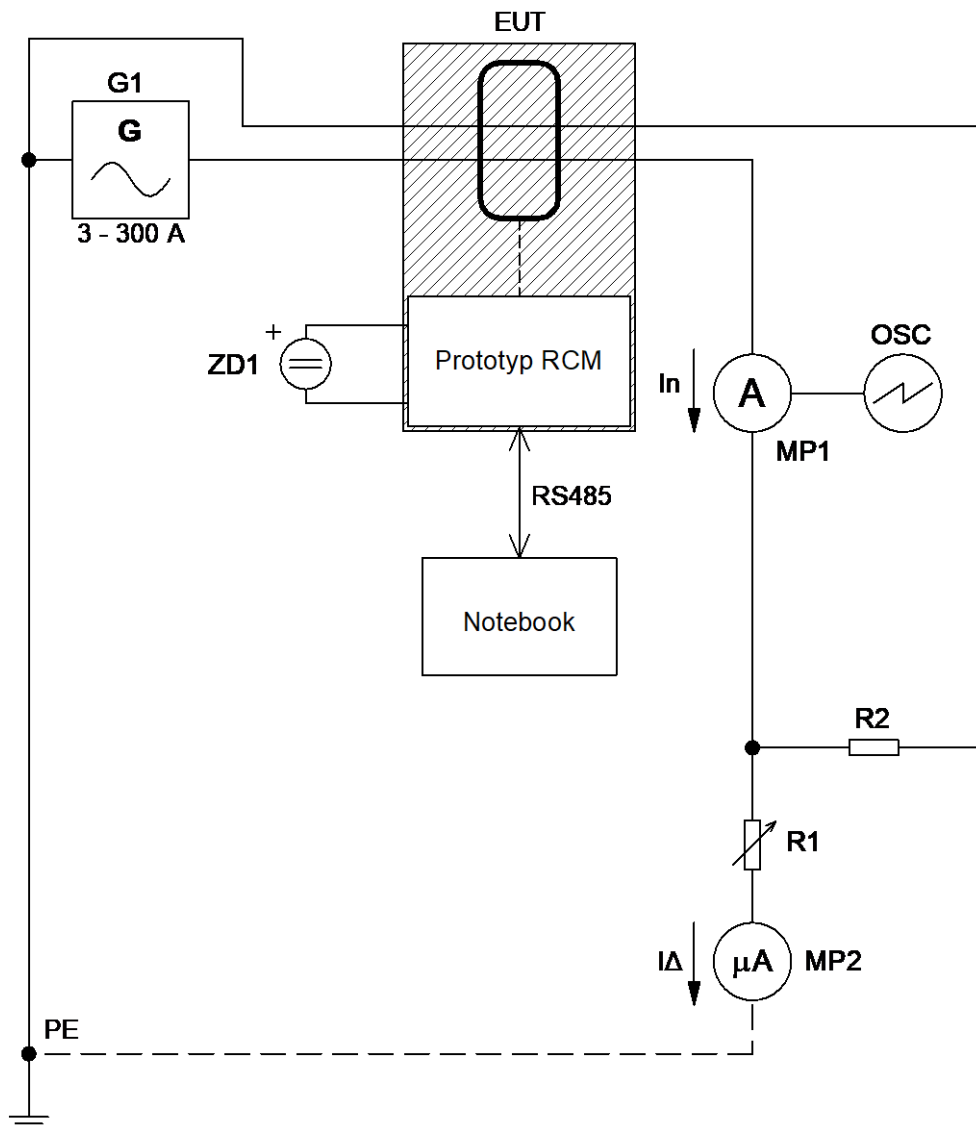 EUT
G1
G
3 - 300 A
ZD1
+
Prototyp RCM
OSC
In
A
MP1
RS485
Notebook
R2
R1
IΔ
µA
MP2
PE